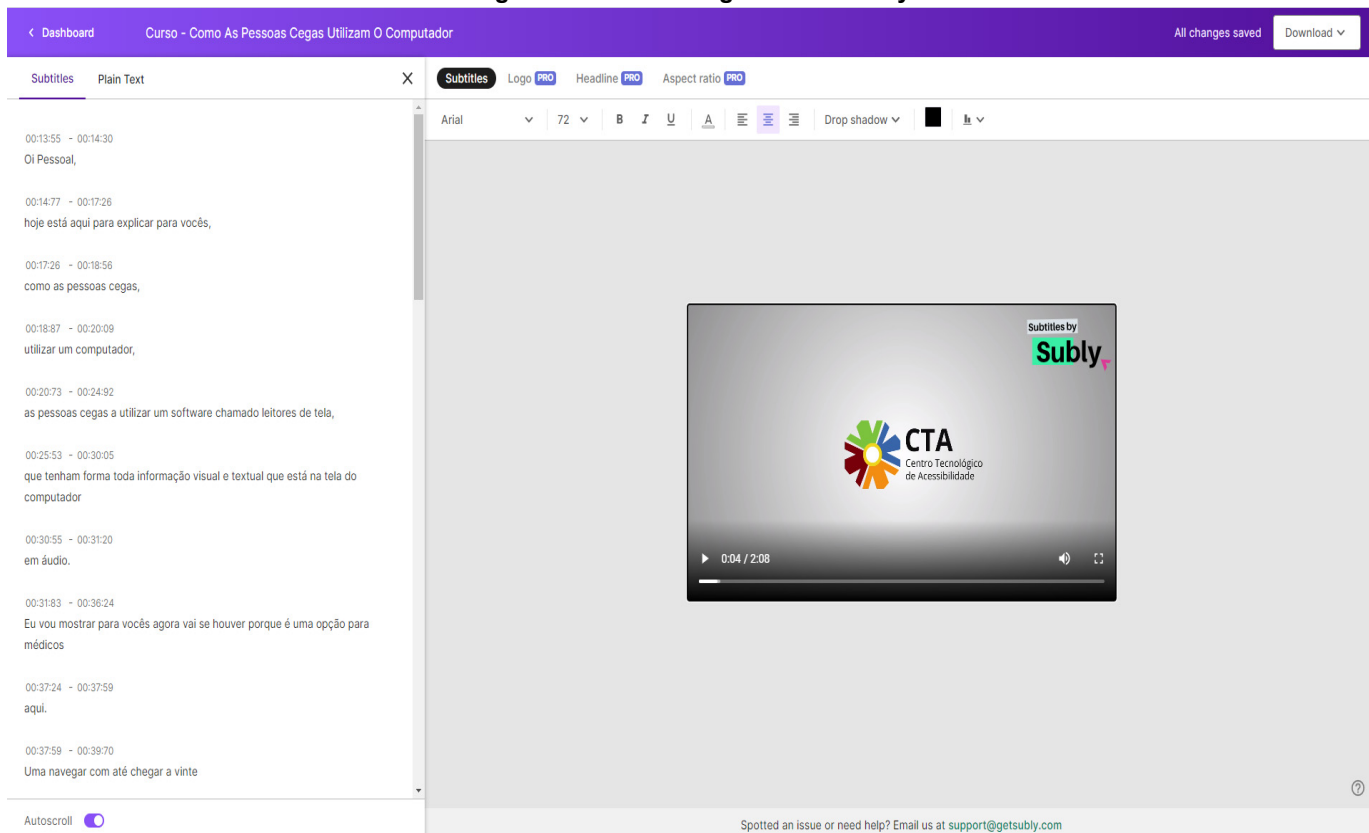 < Dashboard
Curso - Como As Pessoas Cegas Utilizam O Computador
All changes saved
Download
Subtitles
Plain Text
Subtitles
Logo PRO
Headline PRO
Aspect ratio PRO
Arial
72
B I U A
Drop shadow
00:13:55 - 00:14:30
Oi Pessoal,
00:14:77 - 00:17:26
hoje está aqui para explicar para vocês,
00:17:26 - 00:18:56
como as pessoas cegas,
00:18:87 - 00:20:09
utilizar um computador,
00:20:73 - 00:24:92
as pessoas cegas a utilizar um software chamado leitores de tela,
00:25:53 - 00:30:05
que tenham forma toda informação visual e textual que está na tela do
computador
00:30:55 - 00:31:20
em áudio.
00:31:83 - 00:36:24
Eu vou mostrar para vocês agora vai se houver porque é uma opção para
médicos
00:37:24 - 00:37:59
aqui.
00:37:59 - 00:39:70
Uma navegar com até chegar a vinte
Autoscroll
Subtitles by
Subly
CTA
Centro Tecnológico
de Acessibilidade
0:04 / 2:08
Spotted an issue or need help? Email us at support@getsubly.com